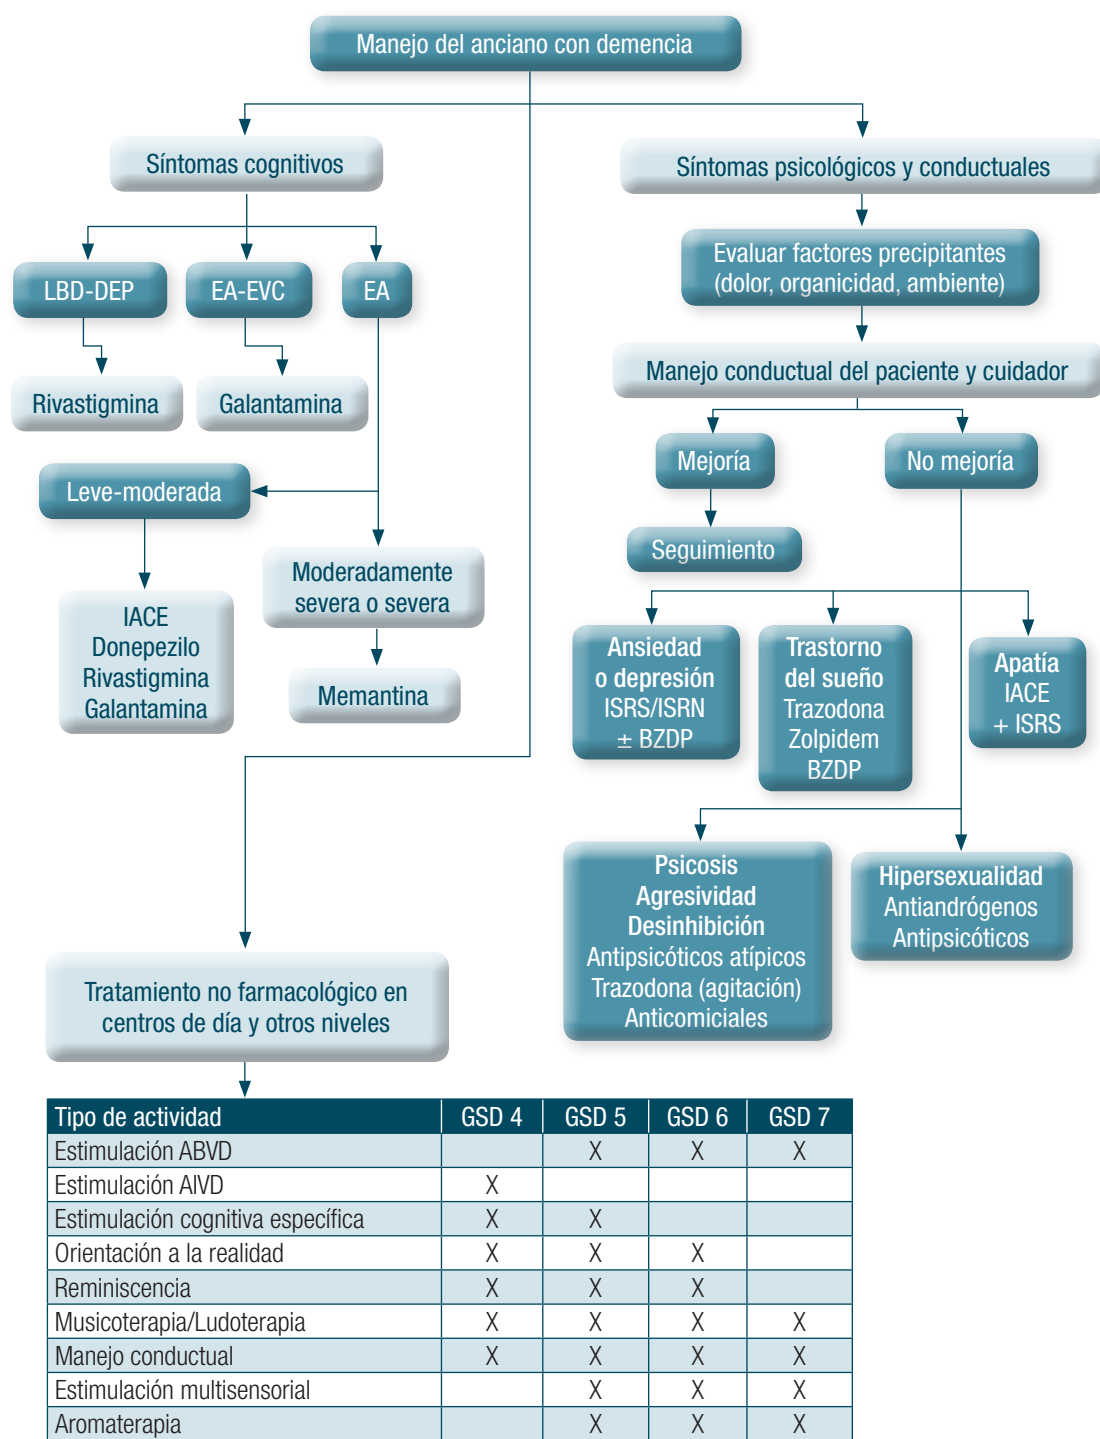 Manejo del anciano con demencia
Síntomas cognitivos
LBD-DEP
EA-EVC
EA
Rivastigmina
Galantamina
Leve-moderada
IACE
Donepezilo
Rivastigmina
Galantamina
Moderadamente
severa o severa
Memantina
Síntomas psicológicos y conductuales
Evaluar factores precipitantes
(dolor, organicidad, ambiente)
Manejo conductual del paciente y cuidador
Mejoría
No mejoría
Seguimiento
Ansiedad
o depresión
ISRS/ISRN
± BZDP
Trastorno
del sueño
Trazodona
Zolpidem
BZDP
Apatía
IACE
+ ISRS
Psicosis
Agresividad
Desinhibición
Antipsicóticos atípicos
Trazodona (agitación)
Anticomiciales
Hipersexualidad
Antiandrógenos
Antipsicóticos
Tratamiento no farmacológico en
centros de día y otros niveles
Tipo de actividad GSD 4 GSD 5 GSD 6 GSD 7
Estimulación ABVD X X X
Estimulación AIVD X
Estimulación cognitiva específica X X
Orientación a la realidad X X X
Reminiscencia X X X
Musicoterapia/Ludoterapia X X X X
Manejo conductual X X X X
Estimulación multisensorial X X X
Aromaterapia X X X